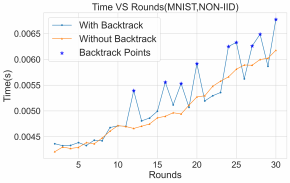 Time VS Rounds(MNIST,NON-IID)
With Backtrack
Without Backtrack
Backtrack Points
0.0065
0.0060
0.0055
0.0050
0.0045
Time(s)
5 10 15 20 25 30
Rounds